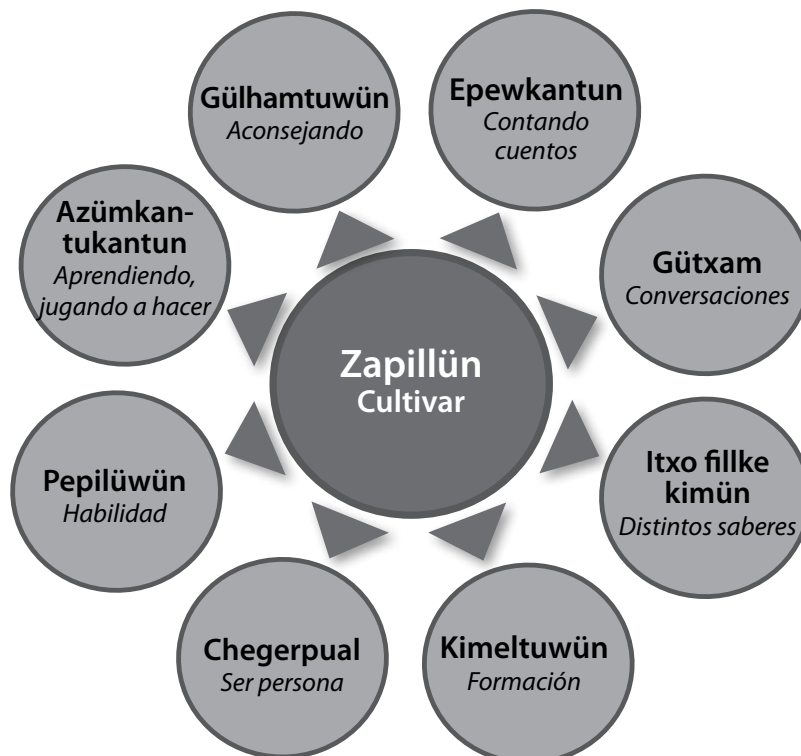 Gülhamtuwün
Aconsejando
Epewkantun
Contando
cuentos
Gütxam
Conversaciones
Itxo fillke
kimün
Distintos saberes
Kimeltuwün
Formación
Chegerpual
Ser persona
Pepilüwün
Habilidad
Azümkan-
tukantun
Aprendiendo,
jugando a hacer
Zapillün
Cultivar